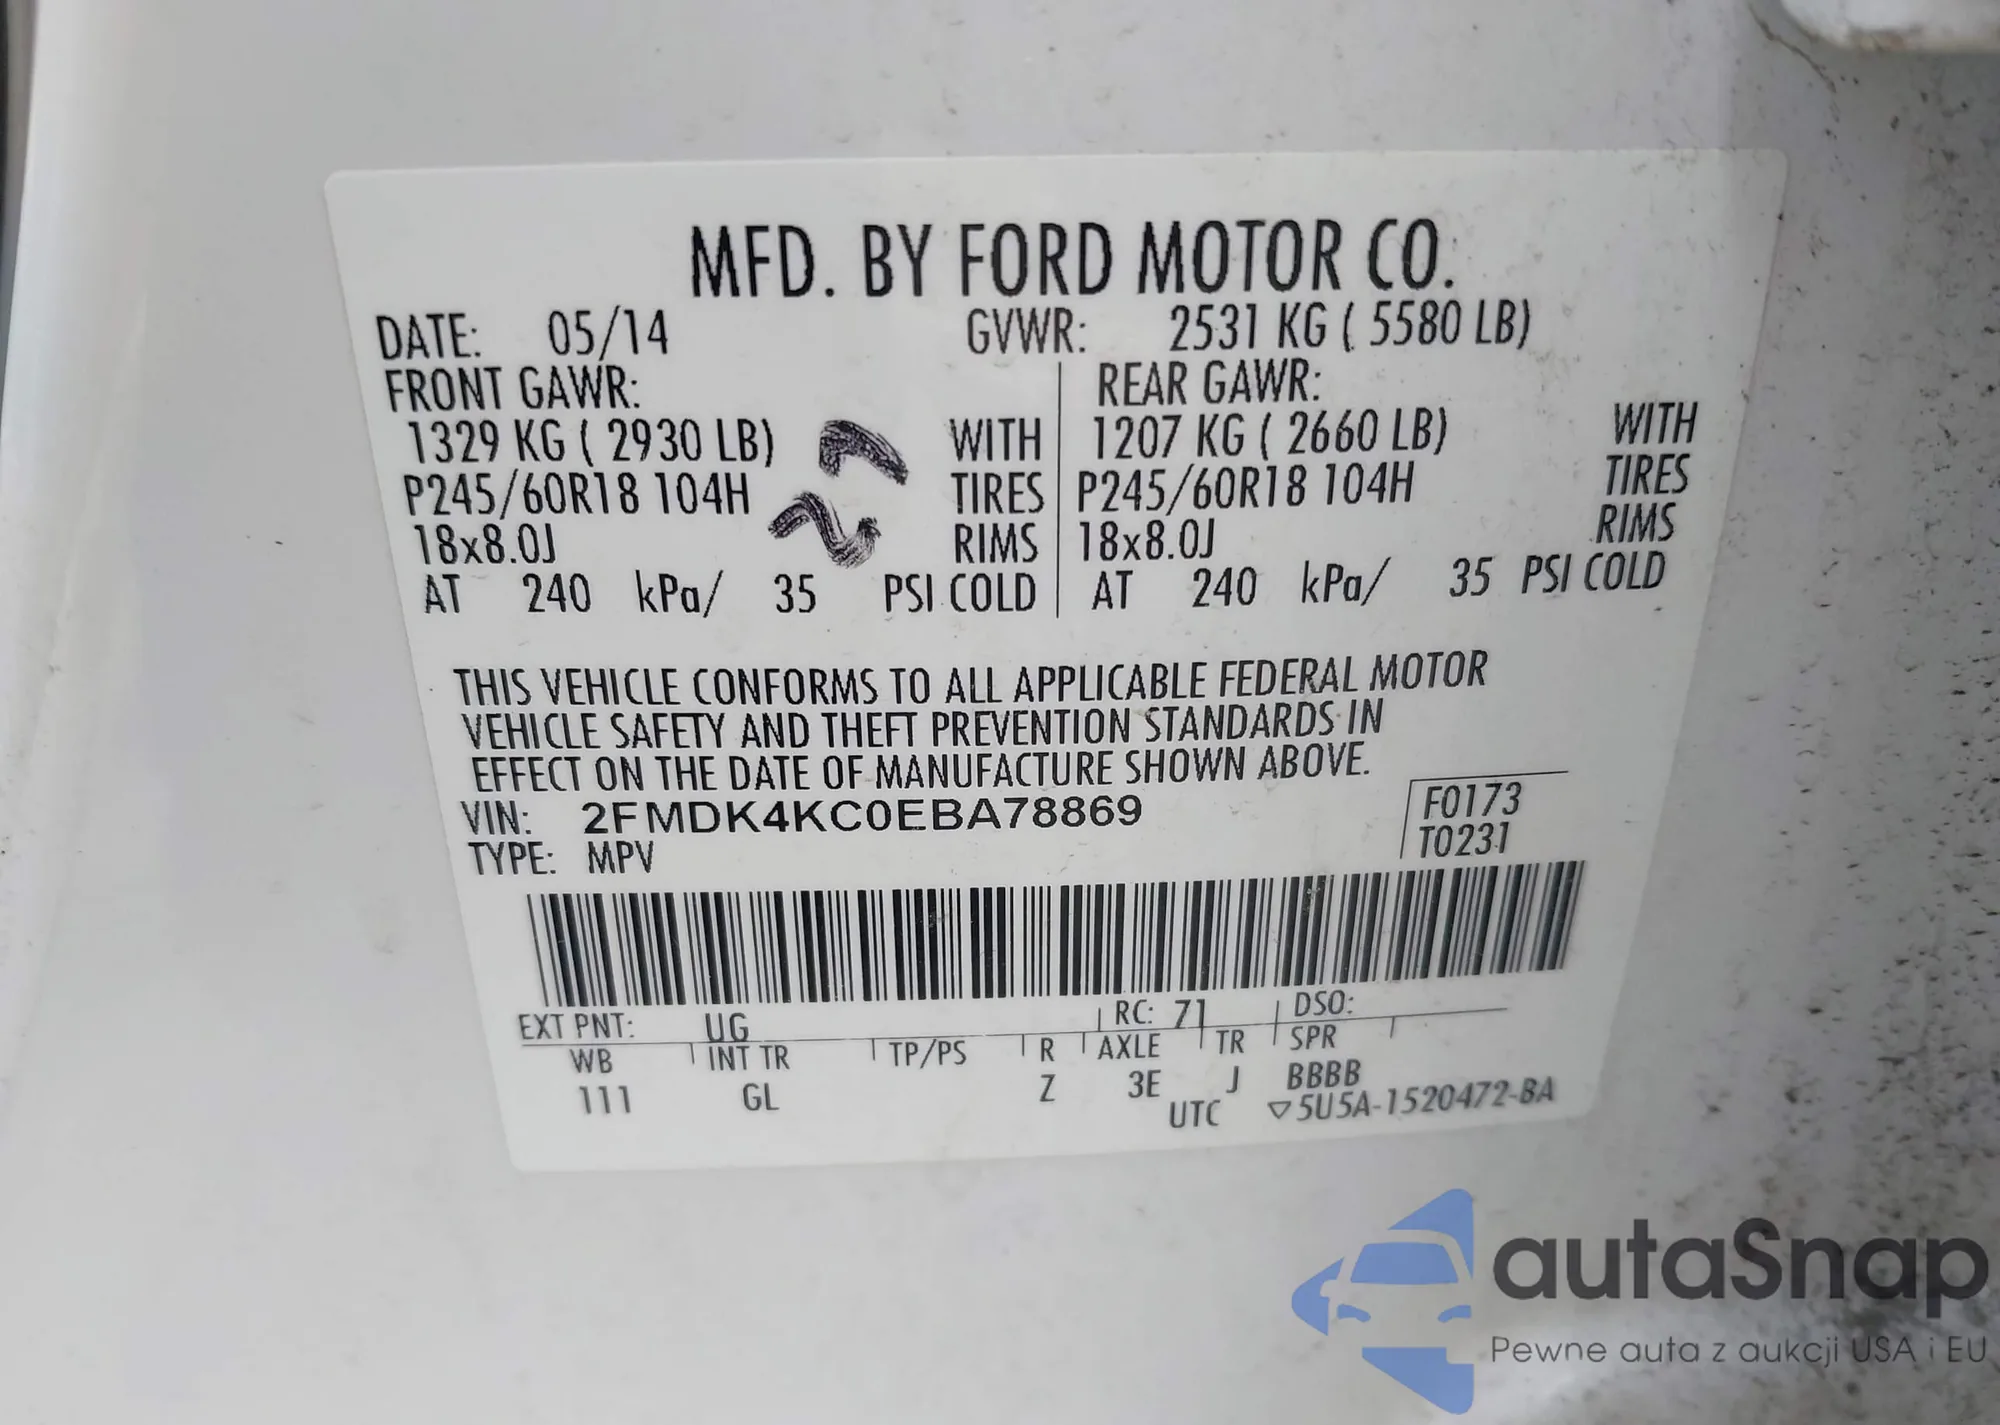 MFD. BY FORD MOTOR CO.
DATE: 05/14 GVWR: 2531 KG ( 5580 LB)
FRONT GAWR: REAR GAWR:
1329 KG ( 2930 LB) WITH 1207 KG ( 2660 LB) WITH
P245/60R18 104H TIRES P245/60R18 104H TIRES
18x8.0J RIMS 18x8.0J RIMS
AT 240 kPa/ 35 PSI COLD AT 240 kPa/ 35 PSI COLD
THIS VEHICLE CONFORMS TO ALL APPLICABLE FEDERAL MOTOR
VEHICLE SAFETY AND THEFT PREVENTION STANDARDS IN
EFFECT ON THE DATE OF MANUFACTURE SHOWN ABOVE.
VIN: 2FMDK4KC0EBA78869 F0173
TYPE: MPV T0231
EXT PNT: UG RC: 71 DSO:
WB INT TR TP/PS R AXLE TR SPR
111 GL Z 3E J BBBB
UTC ▽5U5A-1520472-BA
autaSnap
Pewne auta z aukcji USA i EU